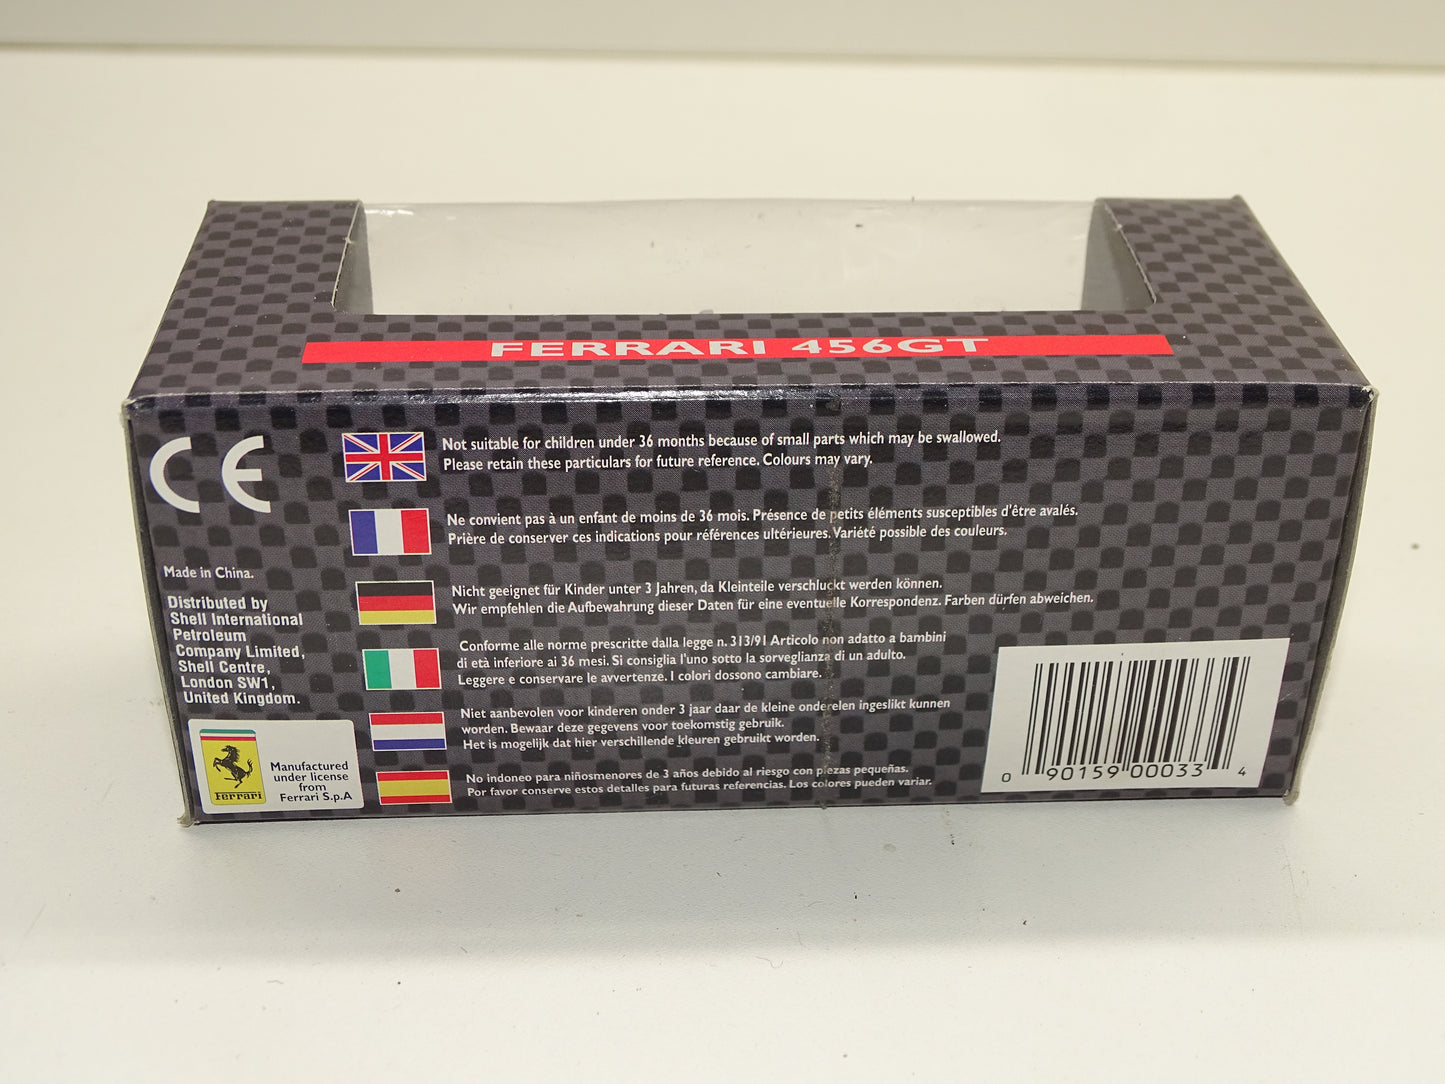 FERRARI 456GT
CE
Not suitable for children under 36 months because of small parts which may be swallowed.
Please retain these particulars for future reference. Colours may vary.
Ne convient pas à un enfant de moins de 36 mois. Présence de petits éléments susceptibles d'être avalés.
Prière de conserver ces indications pour références ultérieures. Variété possible des couleurs.
Nicht geeignet für Kinder unter 3 Jahren, da Kleinteile verschluckt werden können.
Wir empfehlen die Aufbewahrung dieser Daten für eine eventuelle Korrespondenz. Farben dürfen abweichen.
Conforme alle norme prescritte dalla legge n. 313/91 Articolo non adatto a bambini
di età inferiore ai 36 mesi. Si consiglia l'uno sotto la sorveglianza di un adulto.
Leggere e conservare le avvertenze. I colori dossono cambiare.
Niet aanbevolen voor kinderen onder 3 jaar daar de kleine onderelen ingeslikt kunnen
worden. Bewaar deze gegevens voor toekomstig gebruik.
Het is mogelijk dat hier verschillende kleuren gebruikt worden.
No indoneo para niñosmenores de 3 años debido al riesgo con piezas pequeñas.
Por favor conserve estos detalles para futuras referencias. Los colores pueden variar.
Made in China.
Distributed by
Shell International
Petroleum
Company Limited,
Shell Centre,
London SW1,
United Kingdom.
Ferrari
Manufactured
under license
from
Ferrari S.p.A
0 90159 00033 4